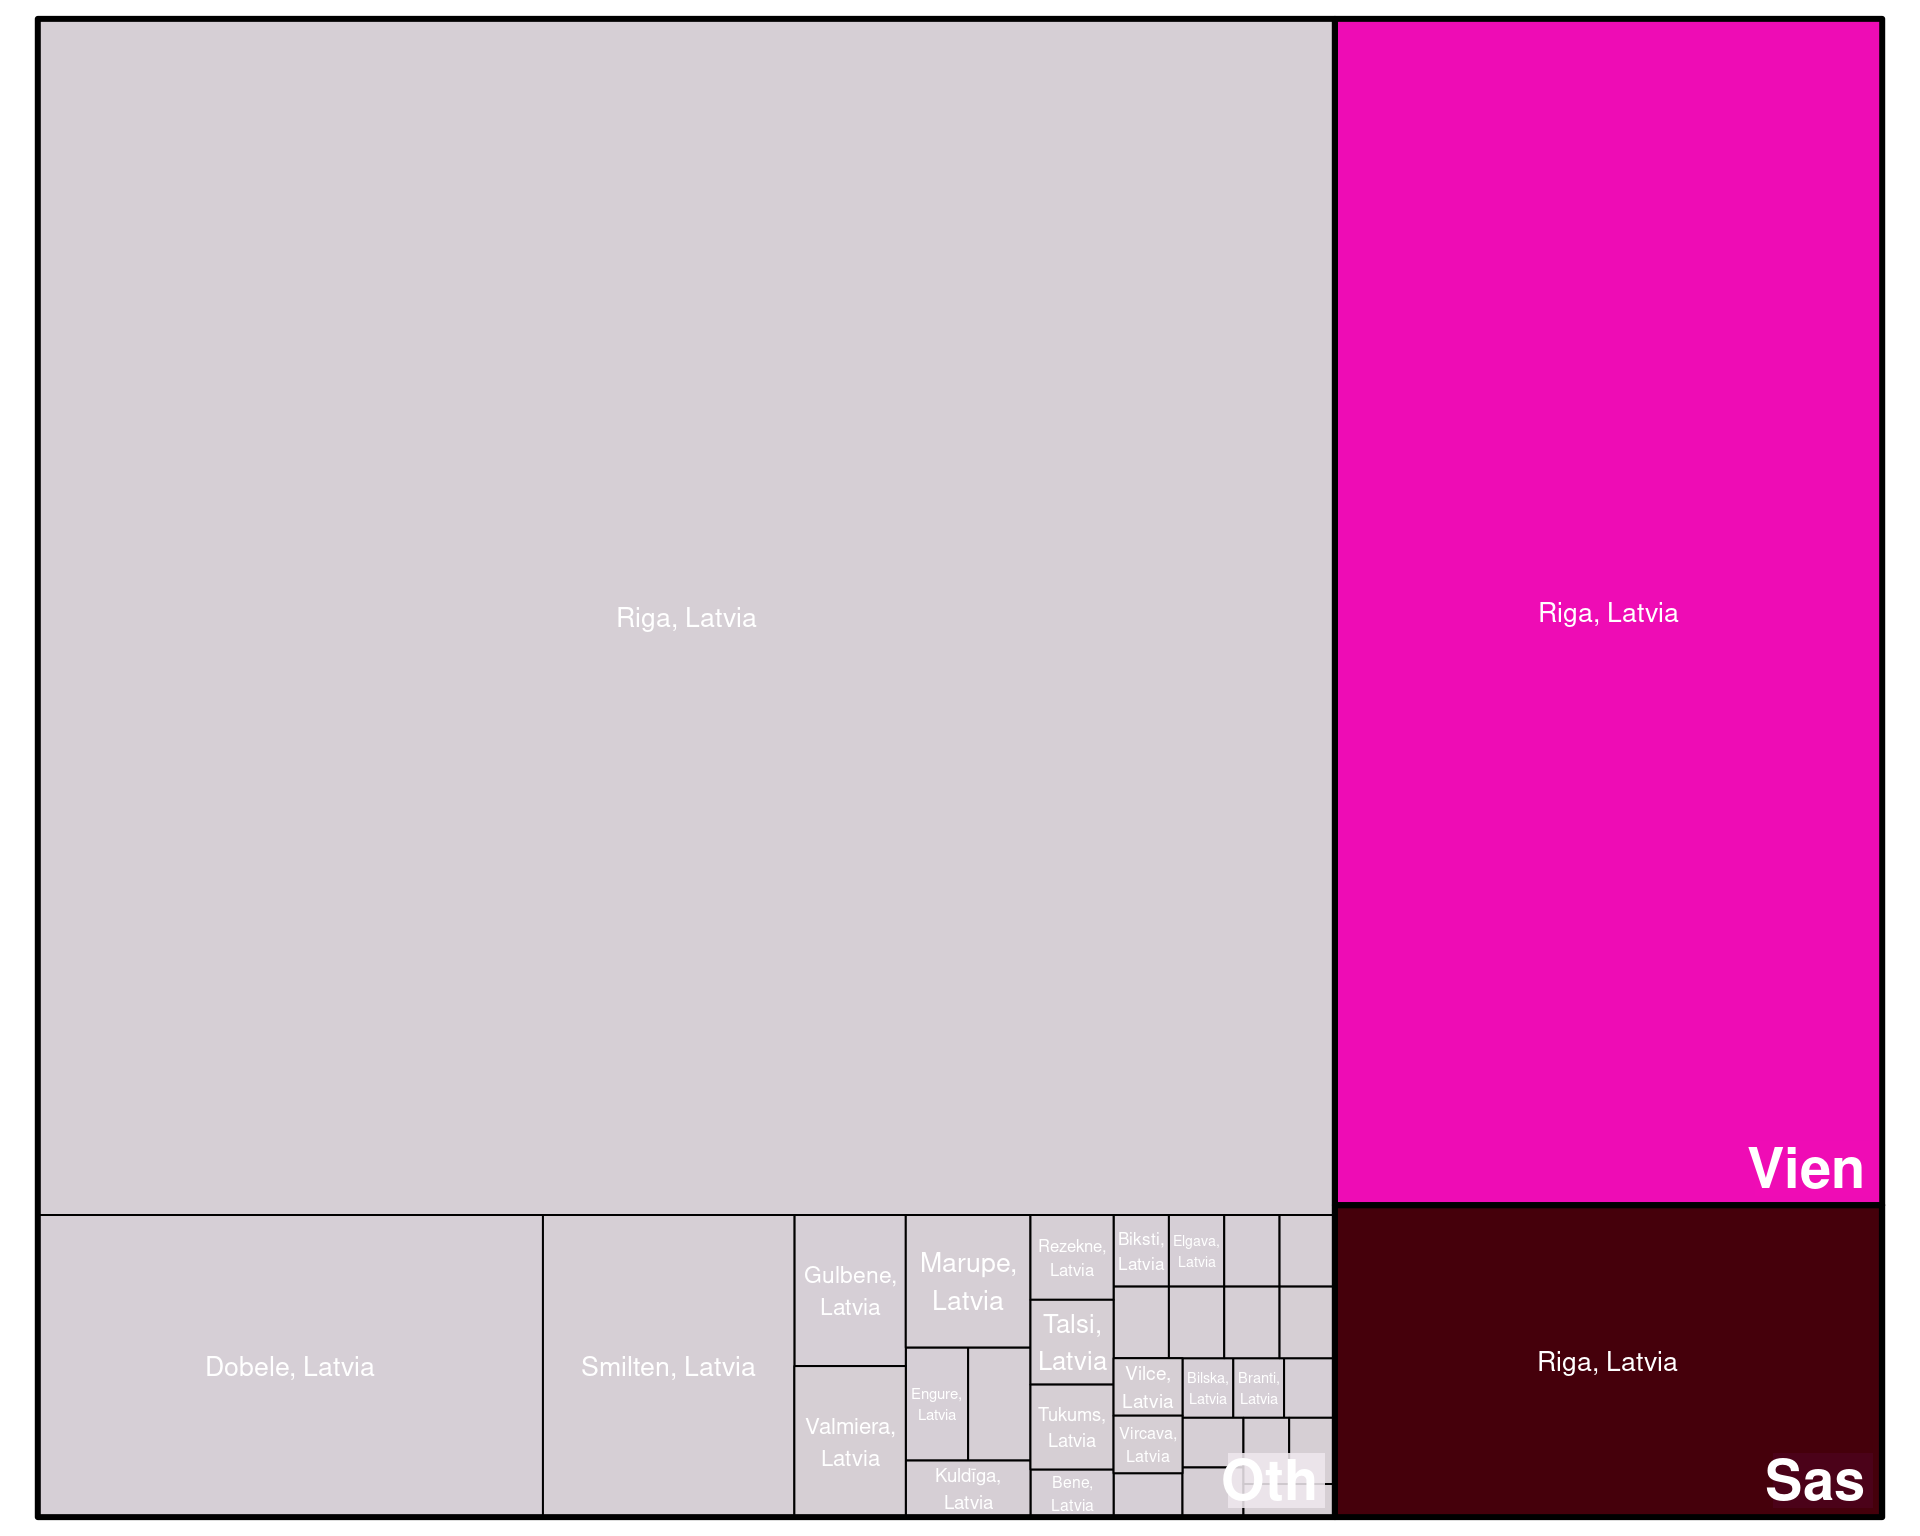 Riga, Latvia
Riga, Latvia
Vien
Dobele, Latvia
Smilten, Latvia
Gulbene,
Latvia
Valmiera,
Latvia
Marupe,
Latvia
Engure,
Latvia
Kuldīga,
Latvia
Rezekne,
Latvia
Talsi,
Latvia
Tukums,
Latvia
Bene,
Latvia
Biksti,
Latvia
Elgava,
Latvia
Vilce,
Latvia
Vircava,
Latvia
Bilska,
Latvia
Branti,
Latvia
Oth
Riga, Latvia
Sas